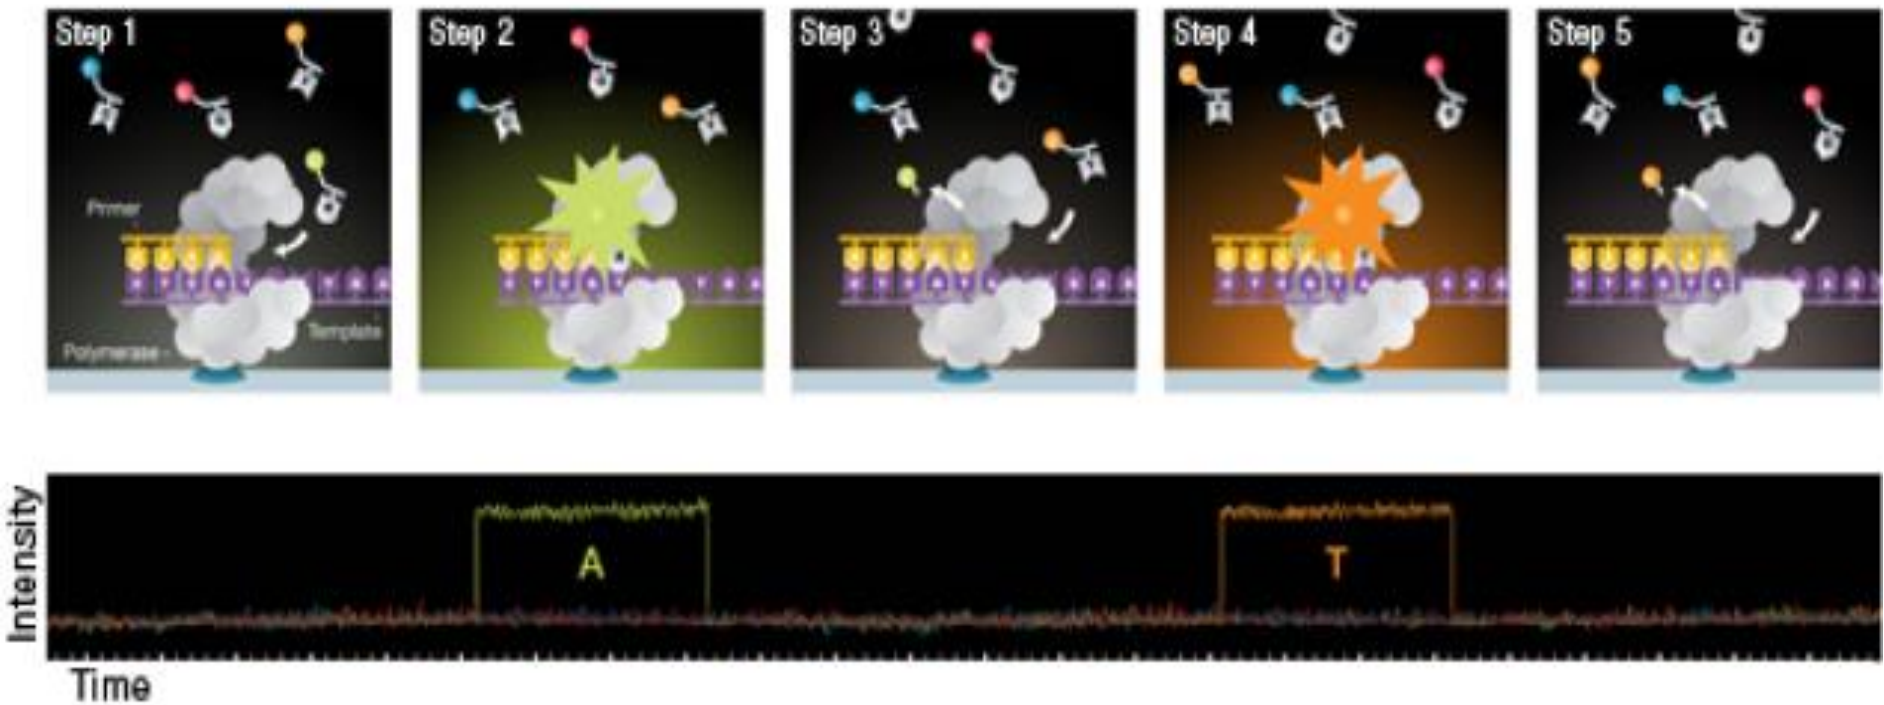 Step 1
Step 2
Step 3
Step 4
Step 5
Primer
Template
Polymerase
A
T
Intensity
Time